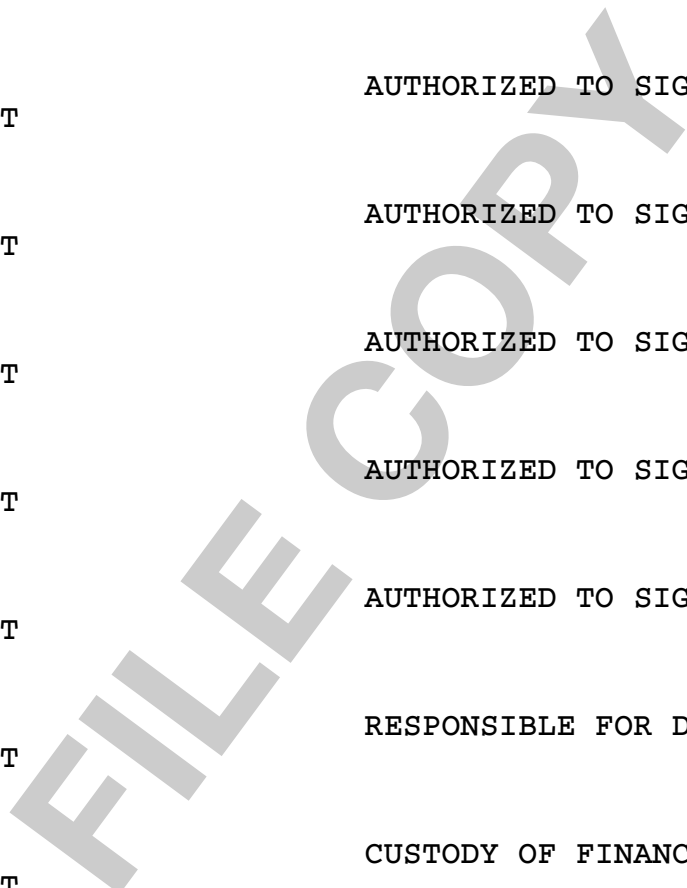 AUTHORIZED TO SIG
T
AUTHORIZED TO SIG
T
AUTHORIZED TO SIG
T
AUTHORIZED TO SIG
T
AUTHORIZED TO SIG
T
RESPONSIBLE FOR D
T
CUSTODY OF FINANC
T
FILE COPY